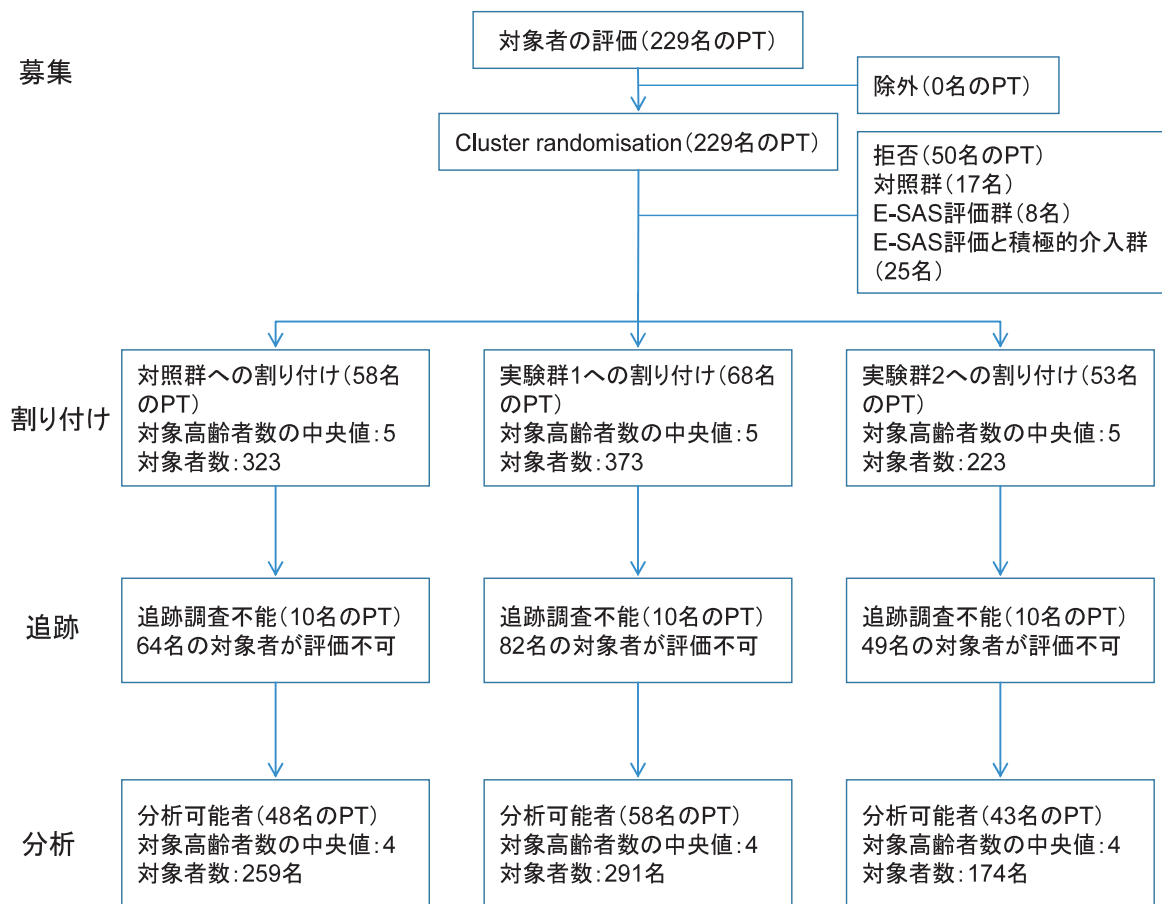 募集
対象者の評価(229名のPT)
除外(0名のPT)
Cluster randomisation(229名のPT)
拒否(50名のPT)
対照群(17名)
E-SAS評価群(8名)
E-SAS評価と積極的介入群
(25名)
割り付け
対照群への割り付け(58名
のPT)
対象高齢者数の中央値:5
対象者数:323
実験群1への割り付け(68名
のPT)
対象高齢者数の中央値:5
対象者数:373
実験群2への割り付け(53名
のPT)
対象高齢者数の中央値:5
対象者数:223
追跡
追跡調査不能(10名のPT)
64名の対象者が評価不可
追跡調査不能(10名のPT)
82名の対象者が評価不可
追跡調査不能(10名のPT)
49名の対象者が評価不可
分析
分析可能者(48名のPT)
対象高齢者数の中央値:4
対象者数:259名
分析可能者(58名のPT)
対象高齢者数の中央値:4
対象者数:291名
分析可能者(43名のPT)
対象高齢者数の中央値:4
対象者数:174名